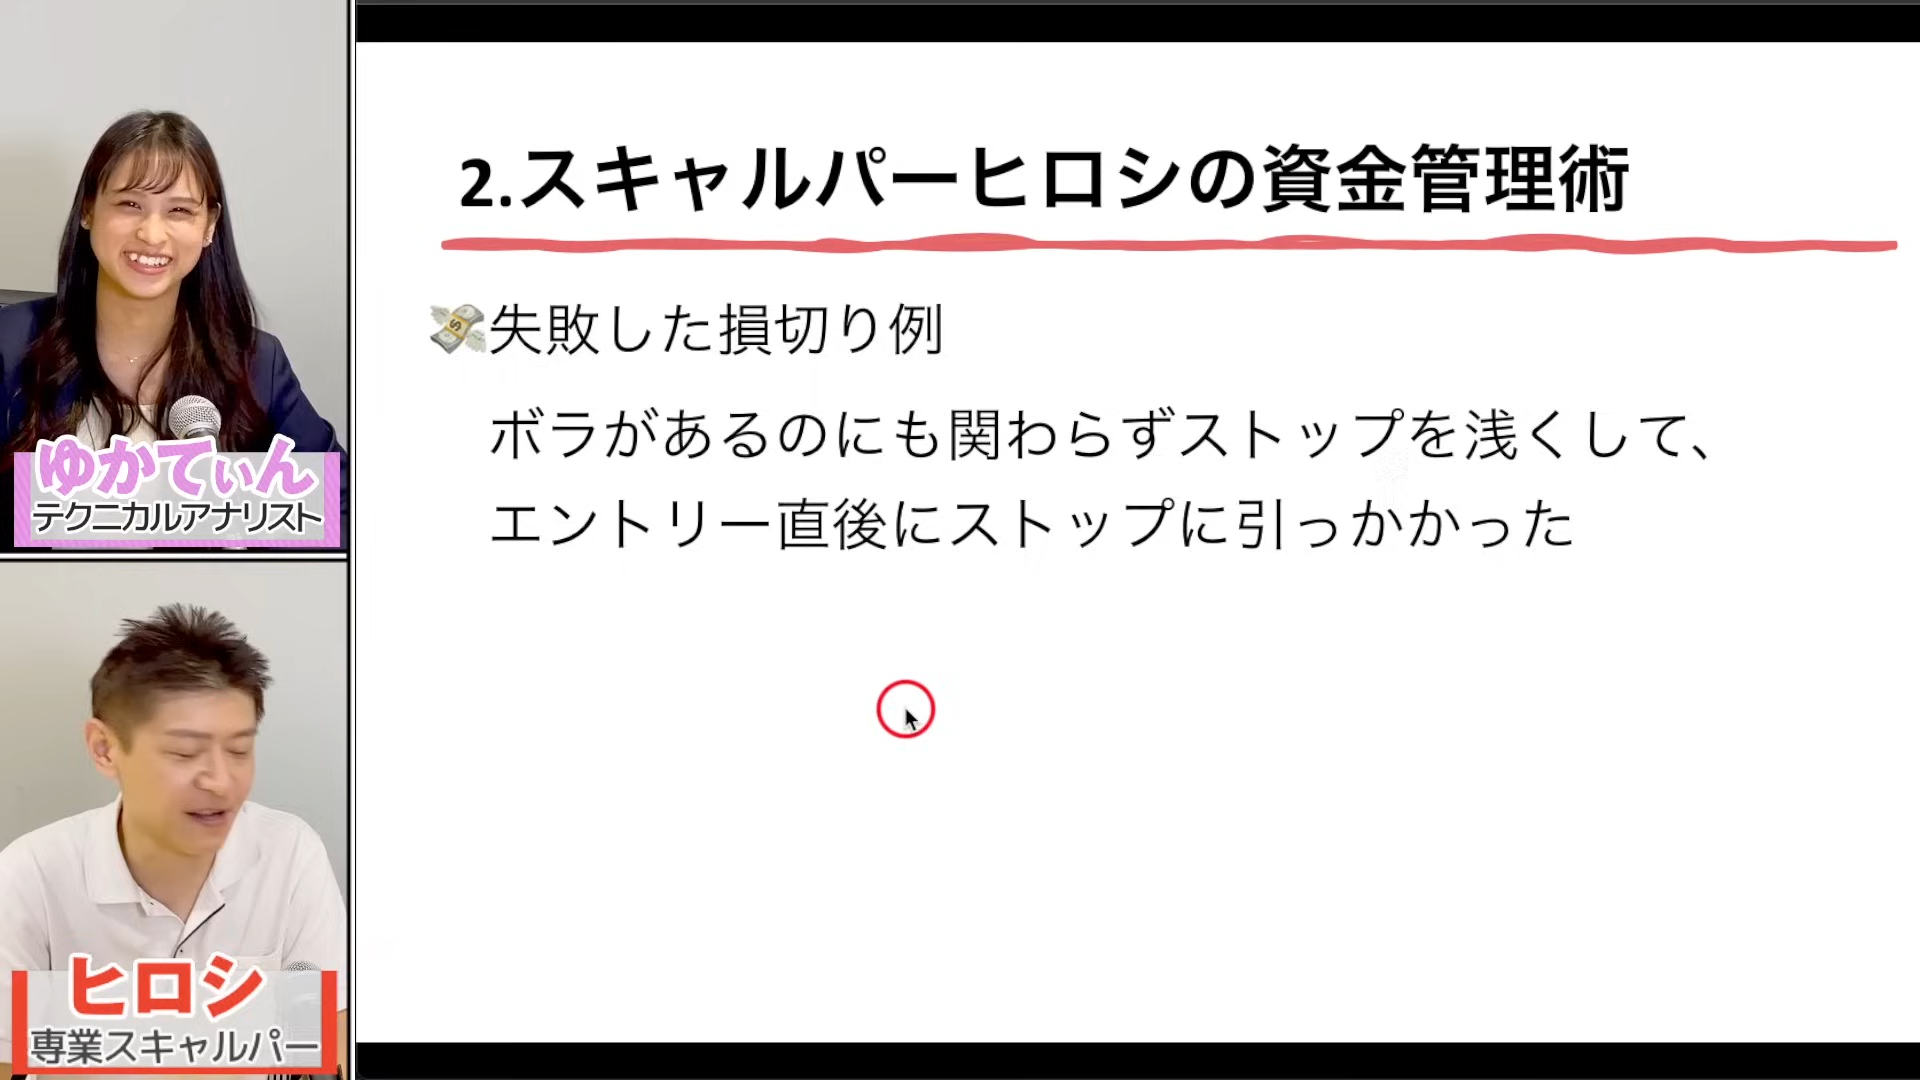 2.スキャルパーヒロシの資金管理術
💸失敗した損切り例
ボラがあるのにも関わらずストップを浅くして、
エントリー直後にストップに引っかかった
ゆかてぃん
テクニカルアナリスト
ヒロシ
専業スキャルパー